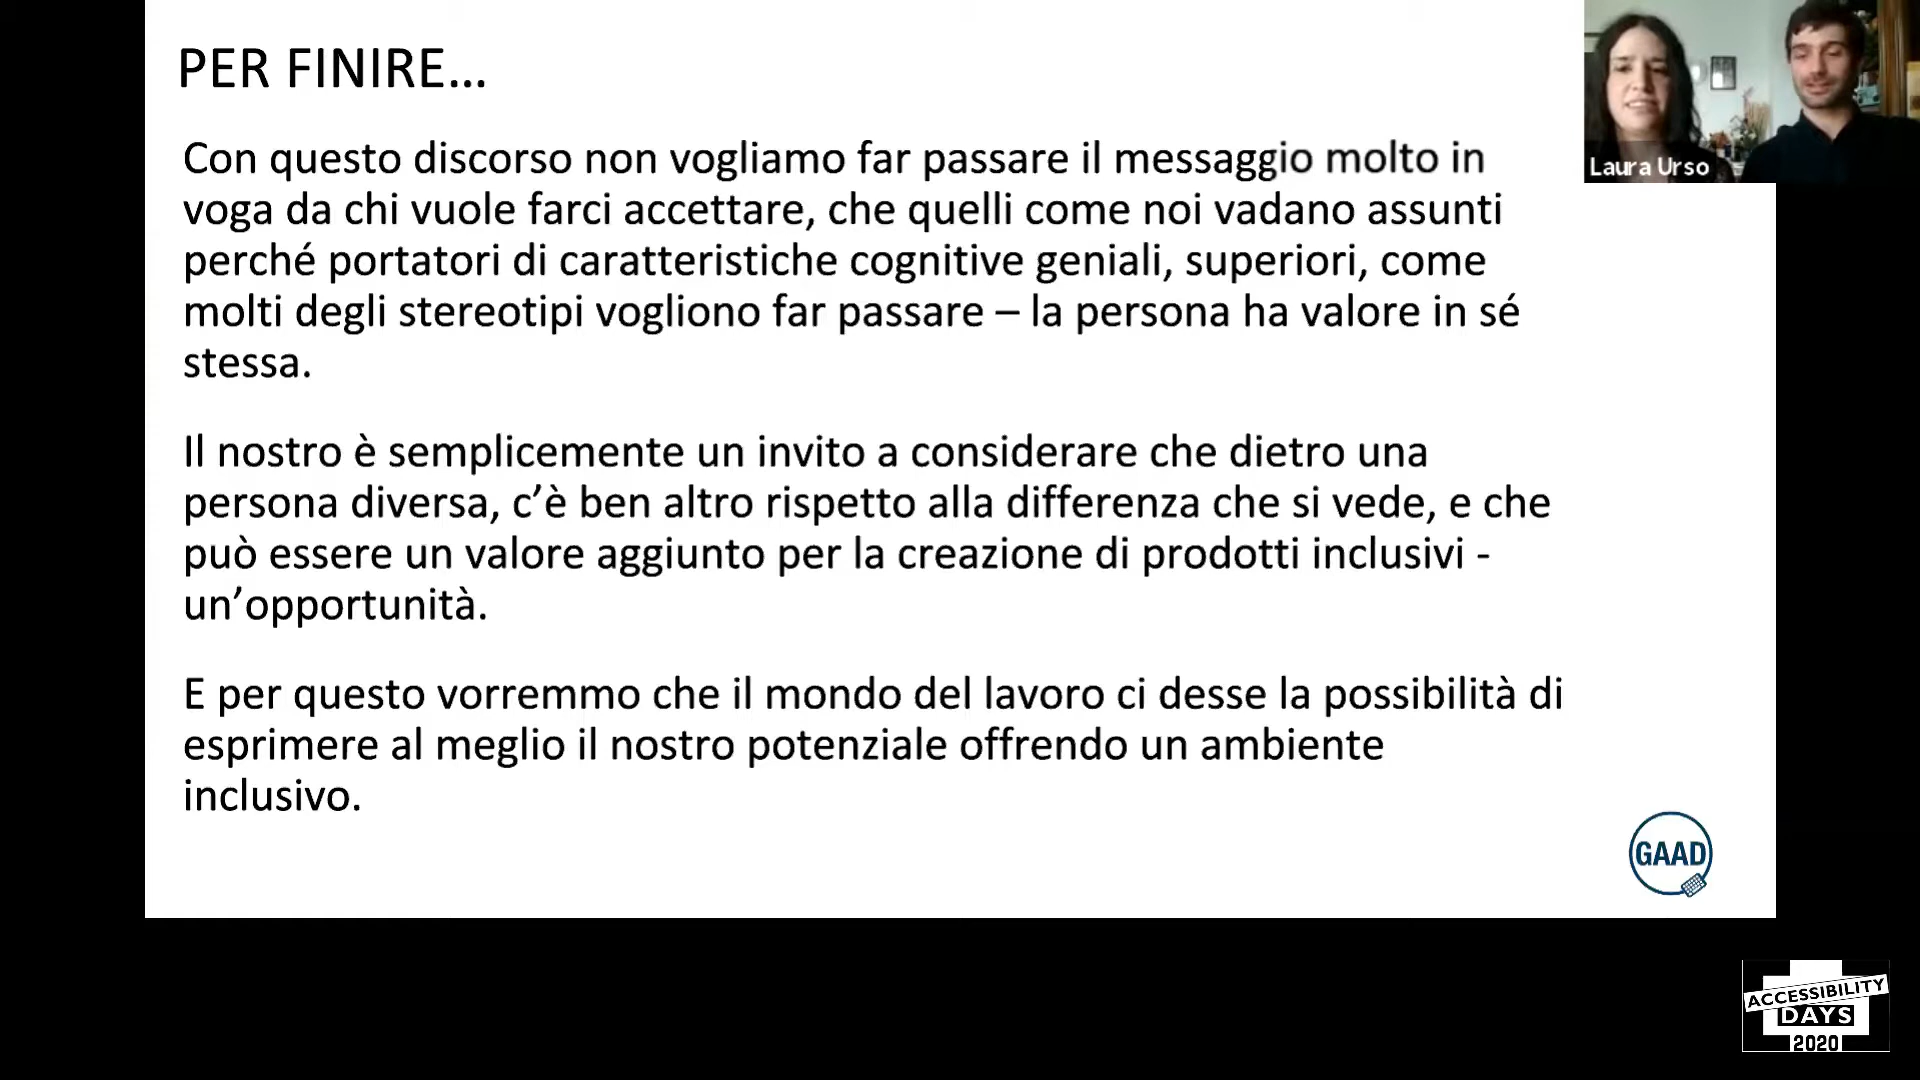 PER FINIRE...
Con questo discorso non vogliamo far passare il messaggio molto in
voga da chi vuole farci accettare, che quelli come noi vadano assunti
perché portatori di caratteristiche cognitive geniali, superiori, come
molti degli stereotipi vogliono far passare – la persona ha valore in sé
stessa.
Il nostro è semplicemente un invito a considerare che dietro una
persona diversa, c’è ben altro rispetto alla differenza che si vede, e che
può essere un valore aggiunto per la creazione di prodotti inclusivi -
un’opportunità.
E per questo vorremmo che il mondo del lavoro ci desse la possibilità di
esprimere al meglio il nostro potenziale offrendo un ambiente
inclusivo.
Laura Urso
GAAD
ACCESSIBILITY
DAYS
2020